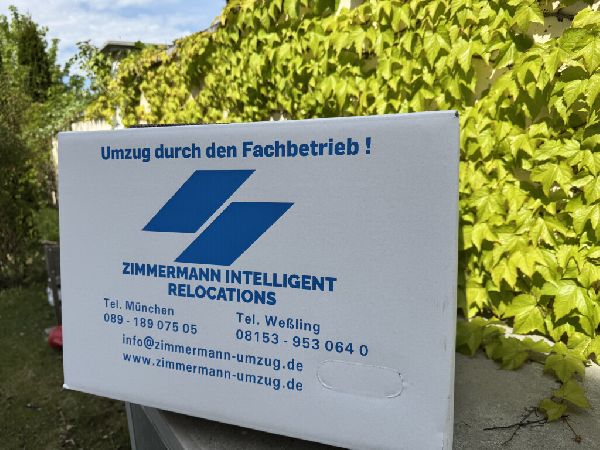 Umzug durch den Fachbetrieb !
ZIMMERMANN INTELLIGENT
RELOCATIONS
Tel. München
089 - 189 075 05
Tel. Weßling
08153 - 953 064 0
info@zimmermann-umzug.de
www.zimmermann-umzug.de